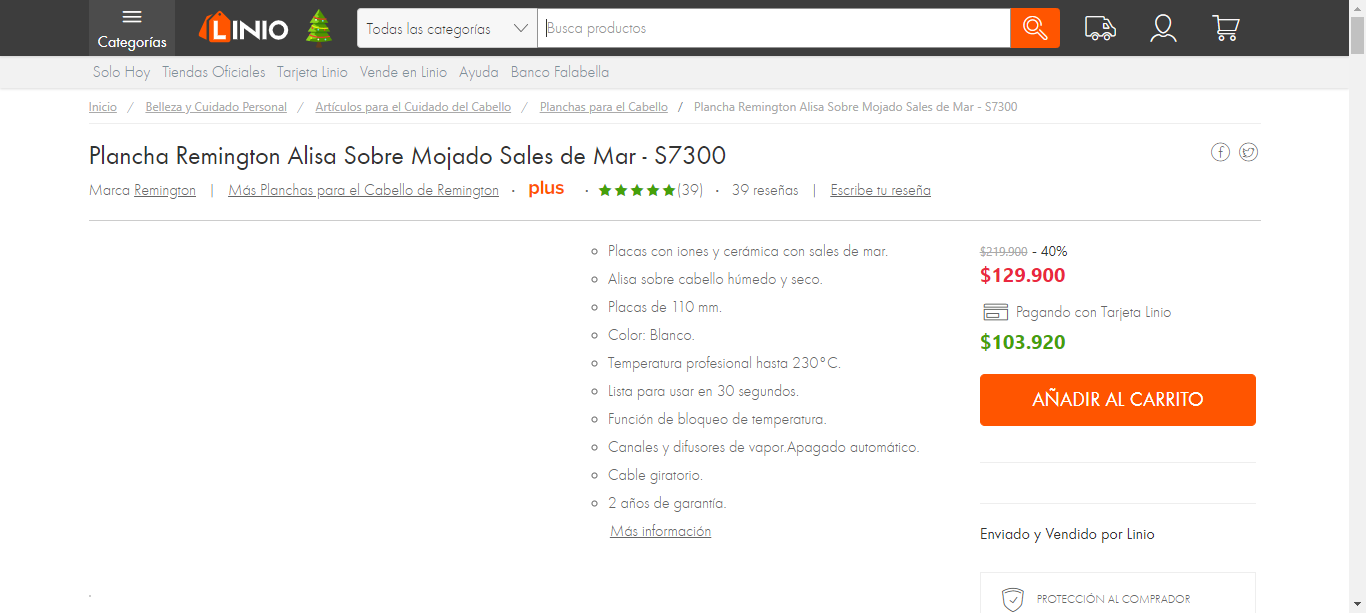 Categorías
LINIO
Todas las categorías
Busca productos
Solo Hoy Tiendas Oficiales Tarjeta Linio Vende en Linio Ayuda Banco Falabella
Inicio / Belleza y Cuidado Personal / Artículos para el Cuidado del Cabello / Planchas para el Cabello / Plancha Remington Alisa Sobre Mojado Sales de Mar - S7300
Plancha Remington Alisa Sobre Mojado Sales de Mar - S7300
Marca Remington | Más Planchas para el Cabello de Remington · plus · (39) · 39 reseñas | Escribe tu reseña
Placas con iones y cerámica con sales de mar.
Alisa sobre cabello húmedo y seco.
Placas de 110 mm.
Color: Blanco.
Temperatura profesional hasta 230°C.
Lista para usar en 30 segundos.
Función de bloqueo de temperatura.
Canales y difusores de vapor.Apagado automático.
Cable giratorio.
2 años de garantía.
Más información
$219.900 - 40%
$129.900
Pagando con Tarjeta Linio
$103.920
AÑADIR AL CARRITO
Enviado y Vendido por Linio
PROTECCIÓN AL COMPRADOR